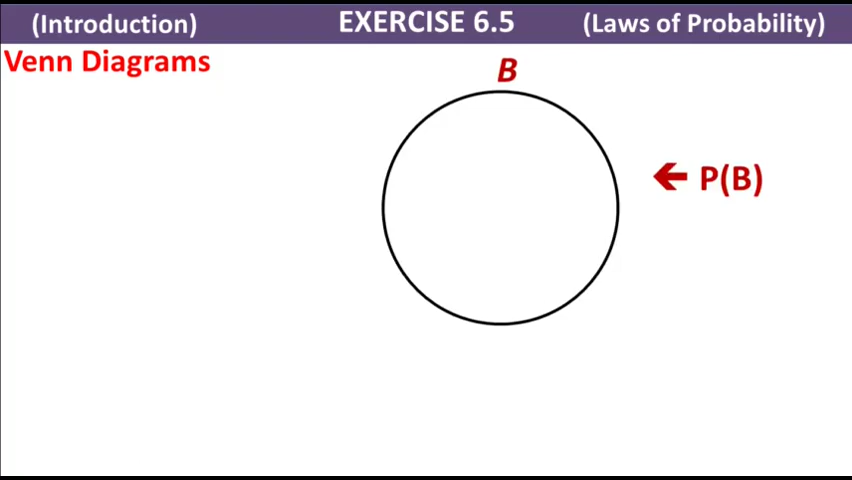 (Introduction) EXERCISE 6.5 (Laws of Probability)
Venn Diagrams
B
← P(B)